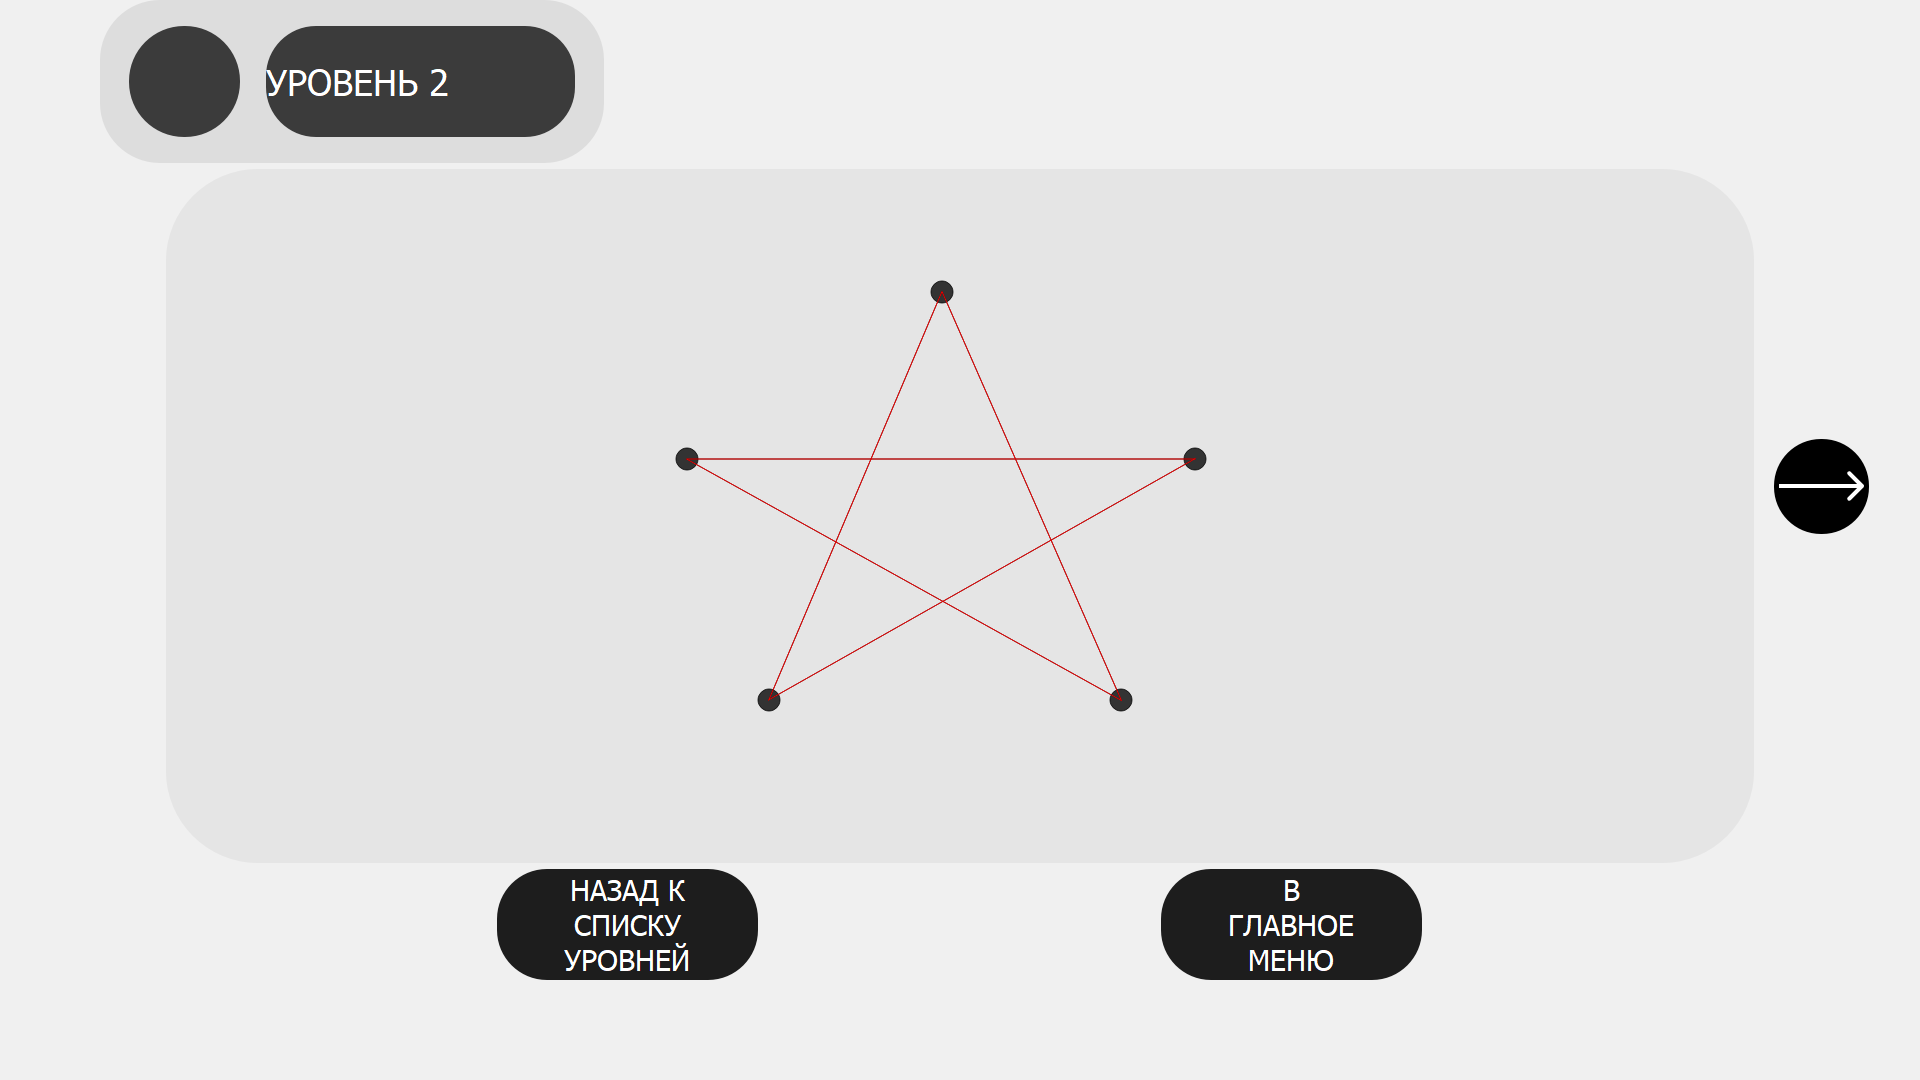 УРОВЕНЬ 2
НАЗАД К
СПИСКУ
УРОВНЕЙ
В
ГЛАВНОЕ
МЕНЮ